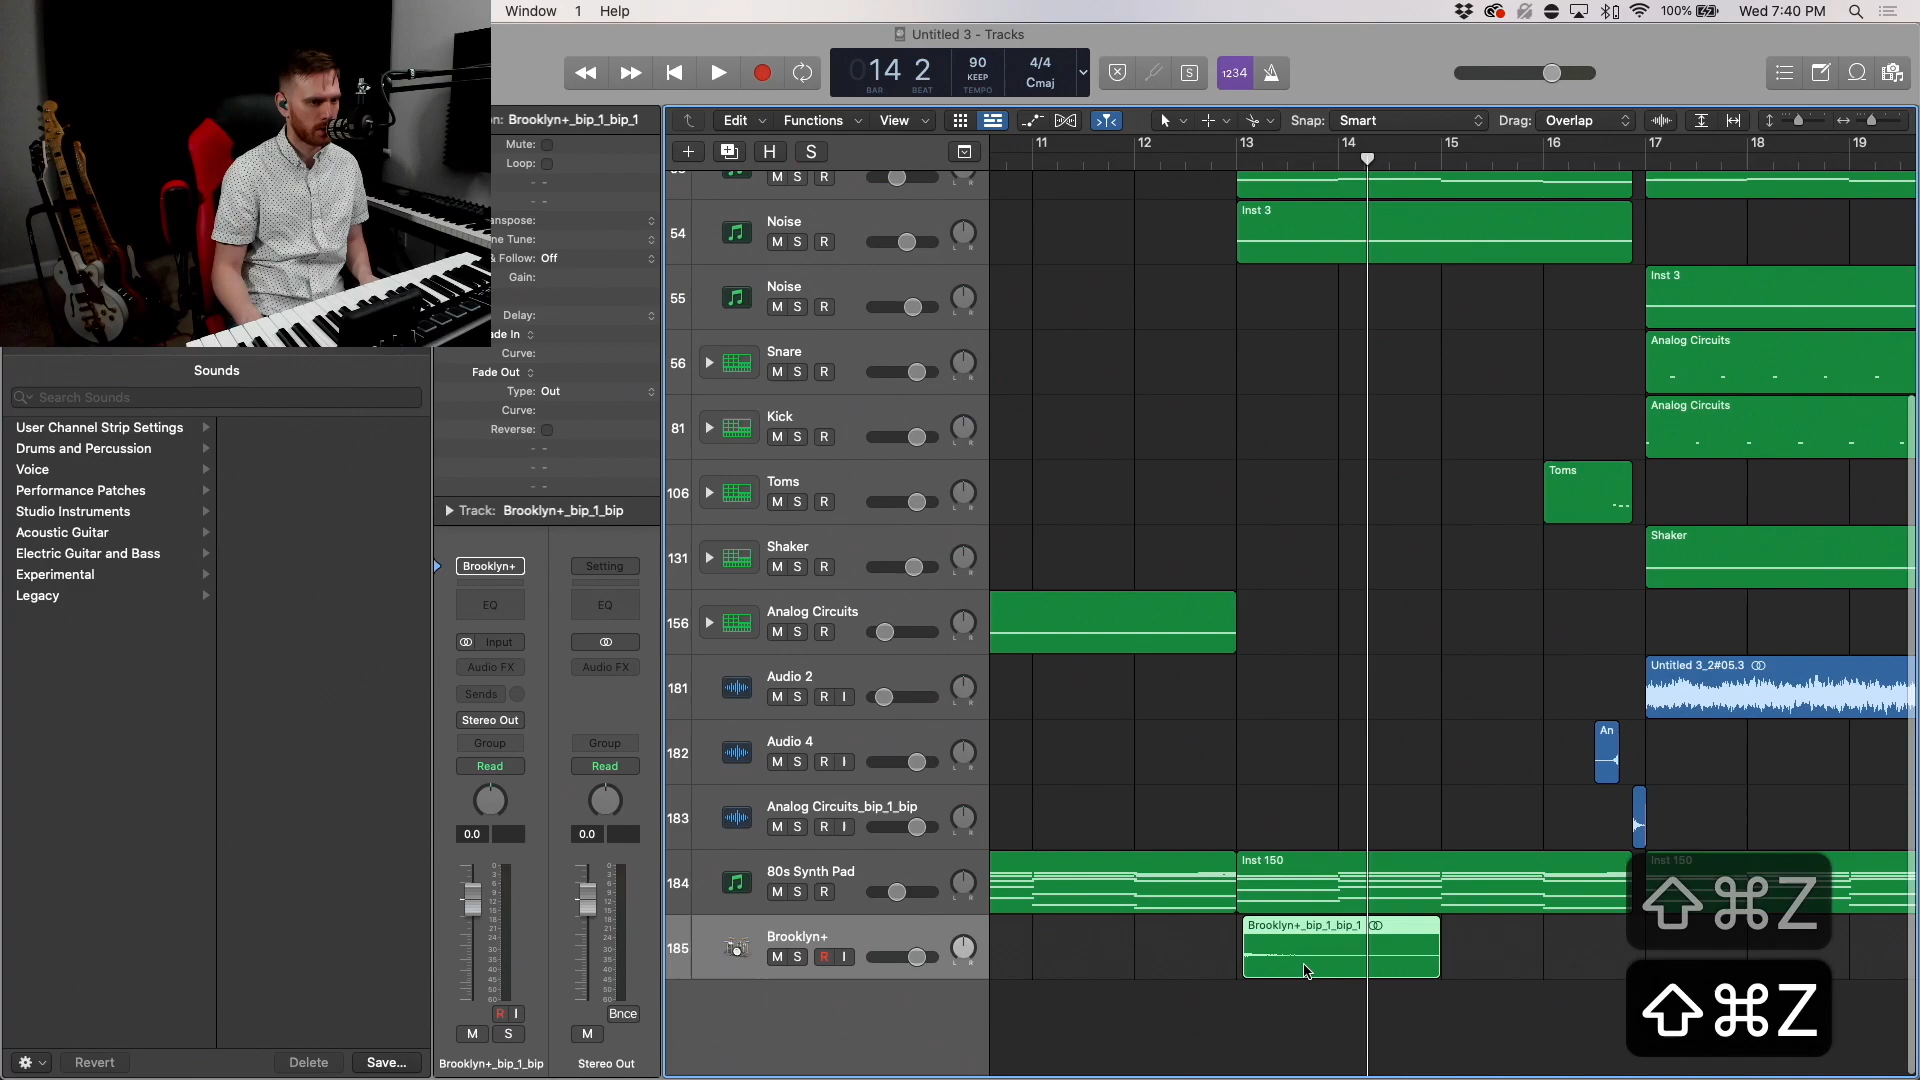 Window 1 Help
100% Wed 7:40 PM
Untitled 3 - Tracks
014 2
BAR BEAT
90
KEEP
TEMPO
4/4
Cmaj
S
1234
n: Brooklyn+_bip_1_bip_1
Mute:
Loop:
- -
- -
anspose:
ne Tune:
& Follow: Off
Gain:
Delay:
ade In
Curve:
Fade Out
Type: Out
Curve:
Reverse:
- -
- -
- -
Track: Brooklyn+_bip_1_bip
Edit Functions View
Snap: Smart
Drag: Overlap
H S
11 12 13 14 15 16 17 18 19
M S R
54 Noise
M S R
Inst 3
55 Noise
M S R
Inst 3
56 Snare
M S R
Analog Circuits
81 Kick
M S R
Analog Circuits
106 Toms
M S R
Toms
131 Shaker
M S R
Shaker
156 Analog Circuits
M S R
181 Audio 2
M S R I
Untitled 3_2#05.3
182 Audio 4
M S R I
An
183 Analog Circuits_bip_1_bip
M S R I
184 80s Synth Pad
M S R
Inst 150
Inst 150
185 Brooklyn+
M S R I
Brooklyn+_bip_1_bip_1
⇧⌘Z
⇧⌘Z
Sounds
Search Sounds
User Channel Strip Settings
Drums and Percussion
Voice
Performance Patches
Studio Instruments
Acoustic Guitar
Electric Guitar and Bass
Experimental
Legacy
Revert Delete Save...
Brooklyn+ Setting
EQ
Input
Audio FX Audio FX
Sends
Stereo Out
Group Group
Read Read
0.0 0.0
R I Bnce
M S M
Brooklyn+_bip_1_bip Stereo Out